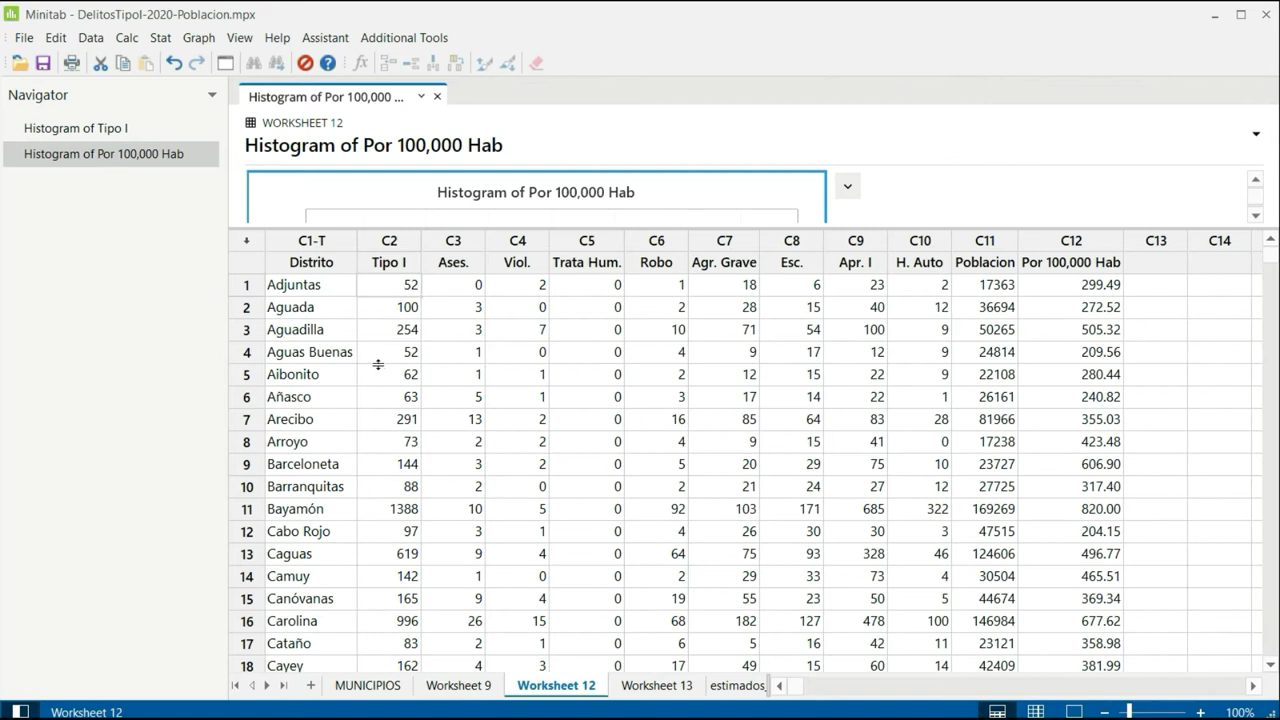 Minitab - DelitosTipoI-2020-Poblacion.mpx
File Edit Data Calc Stat Graph View Help Assistant Additional Tools
Navigator
Histogram of Tipo I
Histogram of Por 100,000 Hab
Histogram of Por 100,000 ...
WORKSHEET 12
Histogram of Por 100,000 Hab
Histogram of Por 100,000 Hab
C1-T C2 C3 C4 C5 C6 C7 C8 C9 C10 C11 C12 C13 C14
Distrito Tipo I Ases. Viol. Trata Hum. Robo Agr. Grave Esc. Apr. I H. Auto Poblacion Por 100,000 Hab
1 Adjuntas 52 0 2 0 1 18 6 23 2 17363 299.49
2 Aguada 100 3 0 0 2 28 15 40 12 36694 272.52
3 Aguadilla 254 3 7 0 10 71 54 100 9 50265 505.32
4 Aguas Buenas 52 1 0 0 4 9 17 12 9 24814 209.56
5 Aibonito 62 1 1 0 2 12 15 22 9 22108 280.44
6 Añasco 63 5 1 0 3 17 14 22 1 26161 240.82
7 Arecibo 291 13 2 0 16 85 64 83 28 81966 355.03
8 Arroyo 73 2 2 0 4 9 15 41 0 17238 423.48
9 Barceloneta 144 3 2 0 5 20 29 75 10 23727 606.90
10 Barranquitas 88 2 0 0 2 21 24 27 12 27725 317.40
11 Bayamón 1388 10 5 0 92 103 171 685 322 169269 820.00
12 Cabo Rojo 97 3 1 0 4 26 30 30 3 47515 204.15
13 Caguas 619 9 4 0 64 75 93 328 46 124606 496.77
14 Camuy 142 1 0 0 2 29 33 73 4 30504 465.51
15 Canóvanas 165 9 4 0 19 55 23 50 5 44674 369.34
16 Carolina 996 26 15 0 68 182 127 478 100 146984 677.62
17 Cataño 83 2 1 0 6 5 16 42 11 23121 358.98
18 Cayey 162 4 3 0 17 49 15 60 14 42409 381.99
MUNICIPIOS Worksheet 9 Worksheet 12 Worksheet 13 estimados_
Worksheet 12 100%